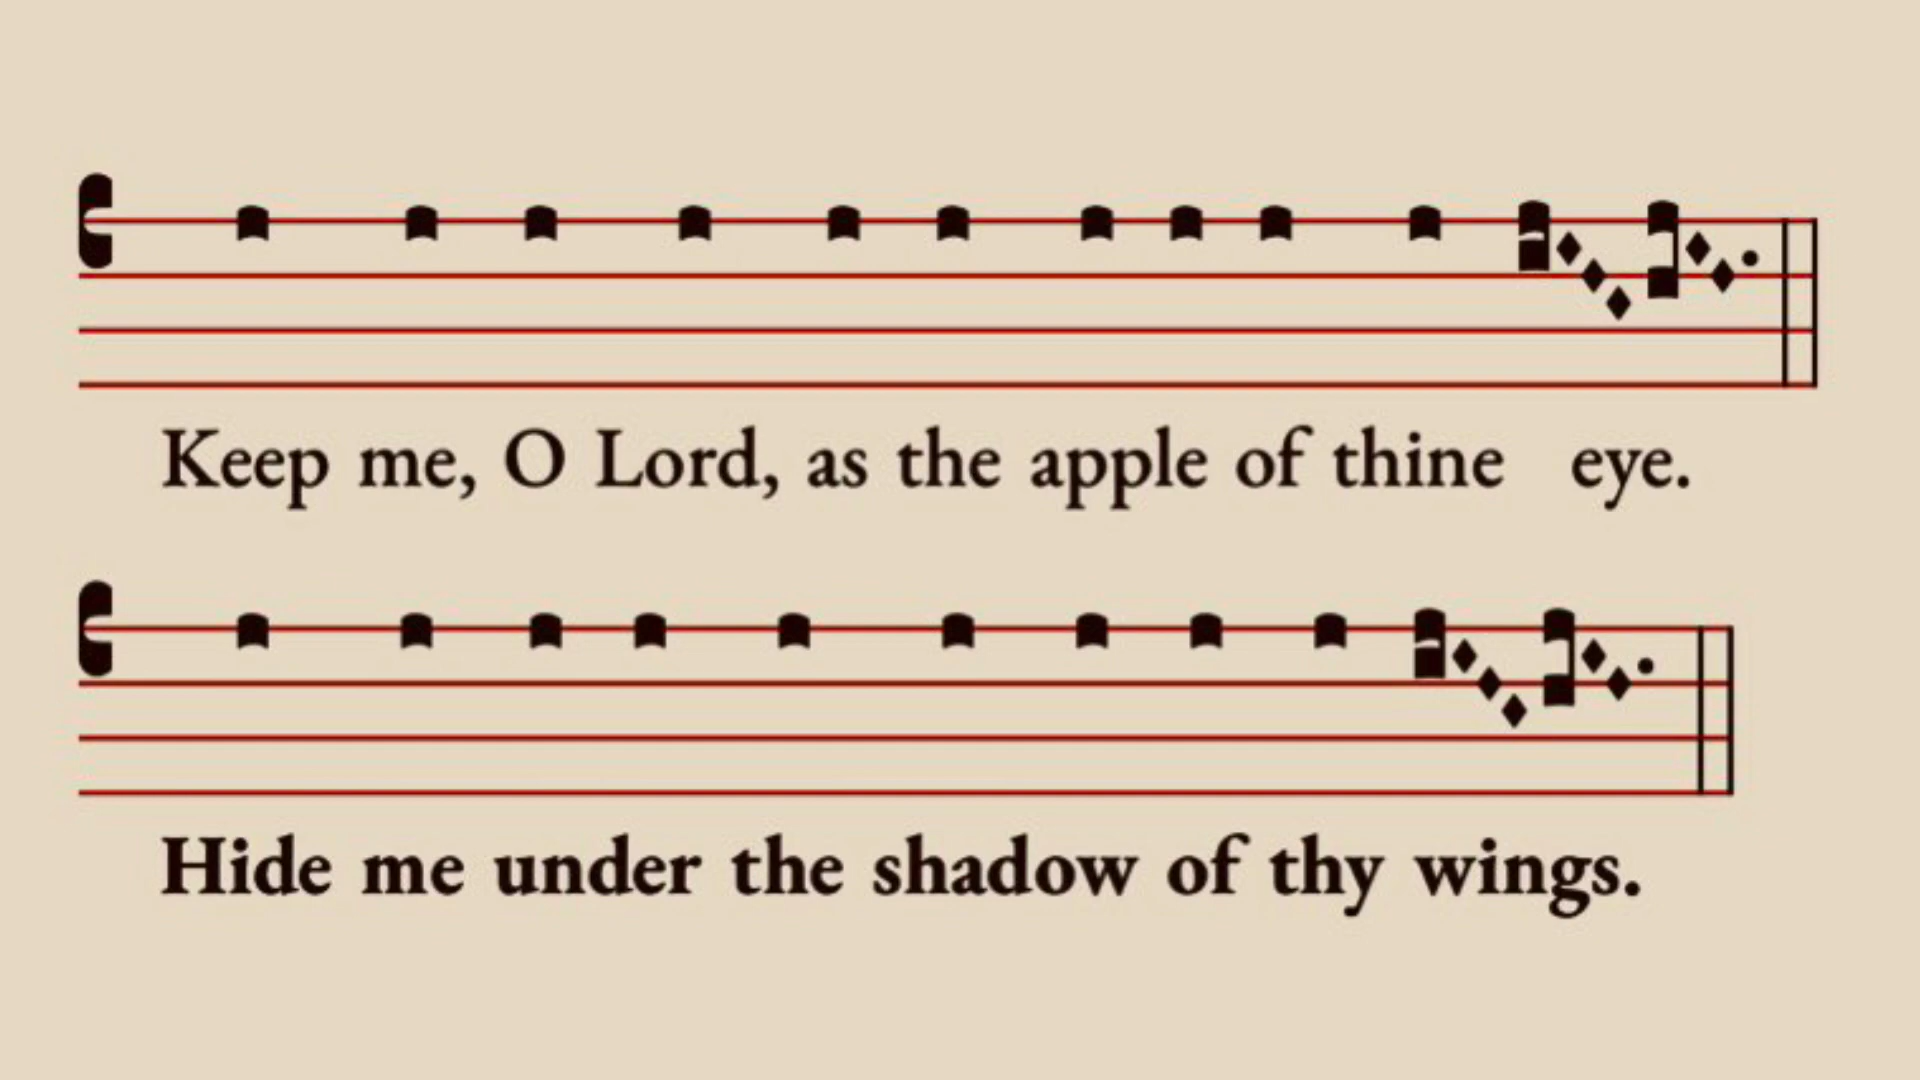 Keep me, O Lord, as the apple of thine eye.
Hide me under the shadow of thy wings.